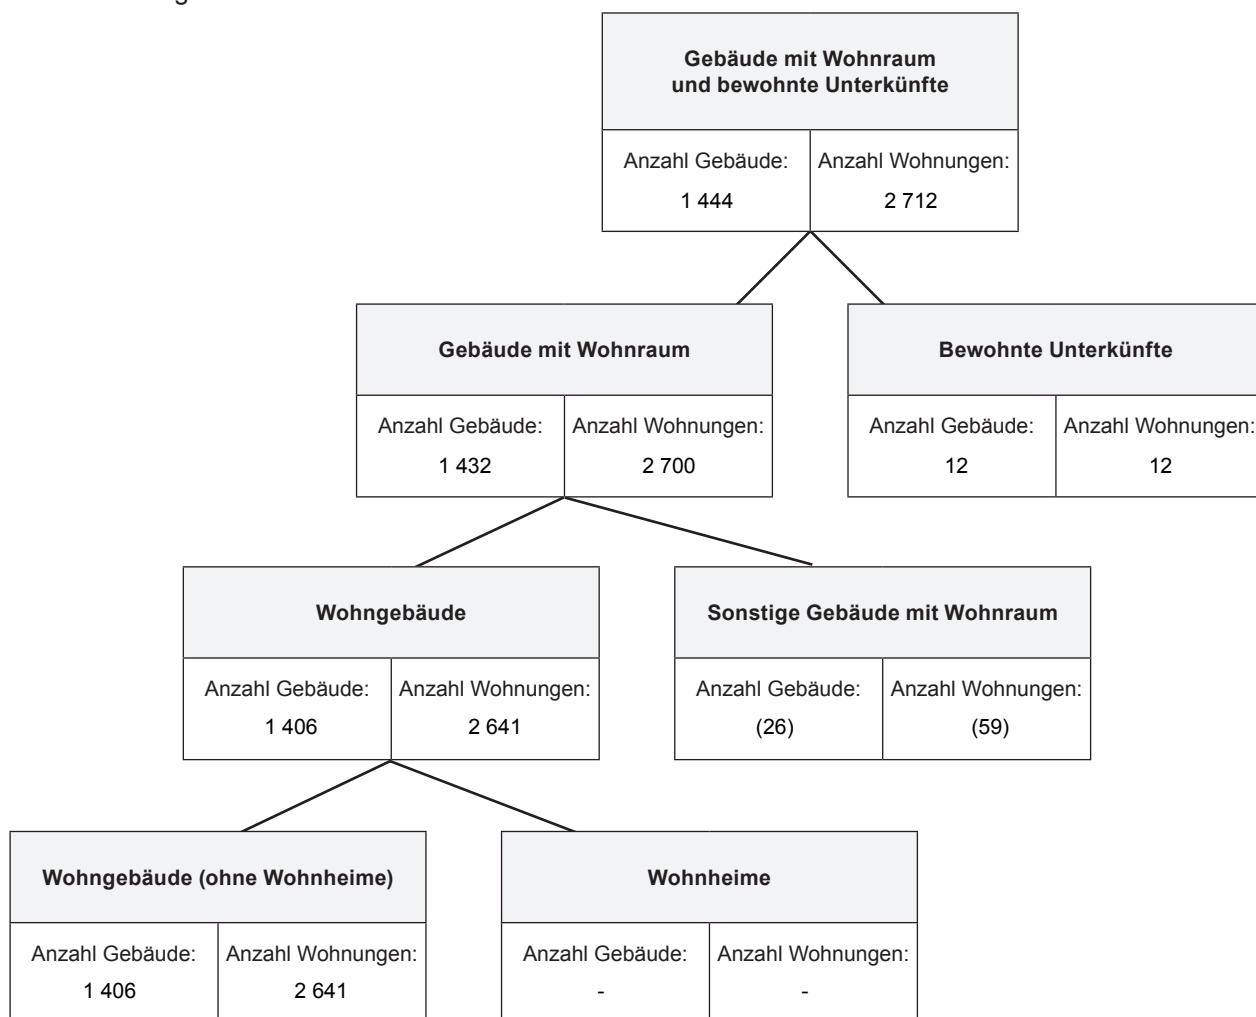 Gebäude mit Wohnraum
und bewohnte Unterkünfte
Anzahl Gebäude: Anzahl Wohnungen:
1 444 2 712
Gebäude mit Wohnraum
Anzahl Gebäude: Anzahl Wohnungen:
1 432 2 700
Bewohnte Unterkünfte
Anzahl Gebäude: Anzahl Wohnungen:
12 12
Wohngebäude
Anzahl Gebäude: Anzahl Wohnungen:
1 406 2 641
Sonstige Gebäude mit Wohnraum
Anzahl Gebäude: Anzahl Wohnungen:
(26) (59)
Wohngebäude (ohne Wohnheime)
Anzahl Gebäude: Anzahl Wohnungen:
1 406 2 641
Wohnheime
Anzahl Gebäude: Anzahl Wohnungen:
- -